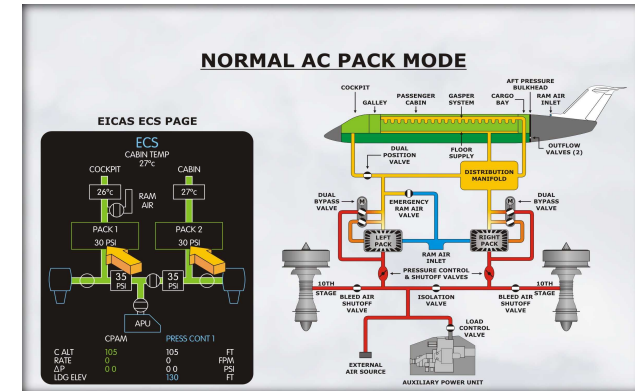 NORMAL AC PACK MODE
EICAS ECS PAGE
ECS
CABIN TEMP
27°c
COCKPIT
CABIN
26°c
27°c
RAM
AIR
PACK 1
PACK 2
30 PSI
30 PSI
35
PSI
35
PSI
APU
CPAM
PRESS CONT 1
C ALT 105 105 FT
RATE 0 0 FPM
ΔP 0 0 0 0 PSI
LDG ELEV 130 FT
COCKPIT
GALLEY
PASSENGER
CABIN
GASPER
SYSTEM
CARGO
BAY
AFT PRESSURE
BULKHEAD
RAM AIR
INLET
DUAL
POSITION
VALVE
FLOOR
SUPPLY
OUTFLOW
VALVES (2)
DISTRIBUTION
MANIFOLD
DUAL
BYPASS
VALVE
M
EMERGENCY
RAM AIR
VALVE
M
DUAL
BYPASS
VALVE
LEFT
PACK
RIGHT
PACK
RAM AIR
INLET
PRESSURE CONTROL
& SHUTOFF VALVES
10TH
STAGE
10TH
STAGE
BLEED AIR
SHUTOFF
VALVE
ISOLATION
VALVE
BLEED AIR
SHUTOFF
VALVE
LOAD
CONTROL
VALVE
EXTERNAL
AIR SOURCE
AUXILIARY POWER UNIT